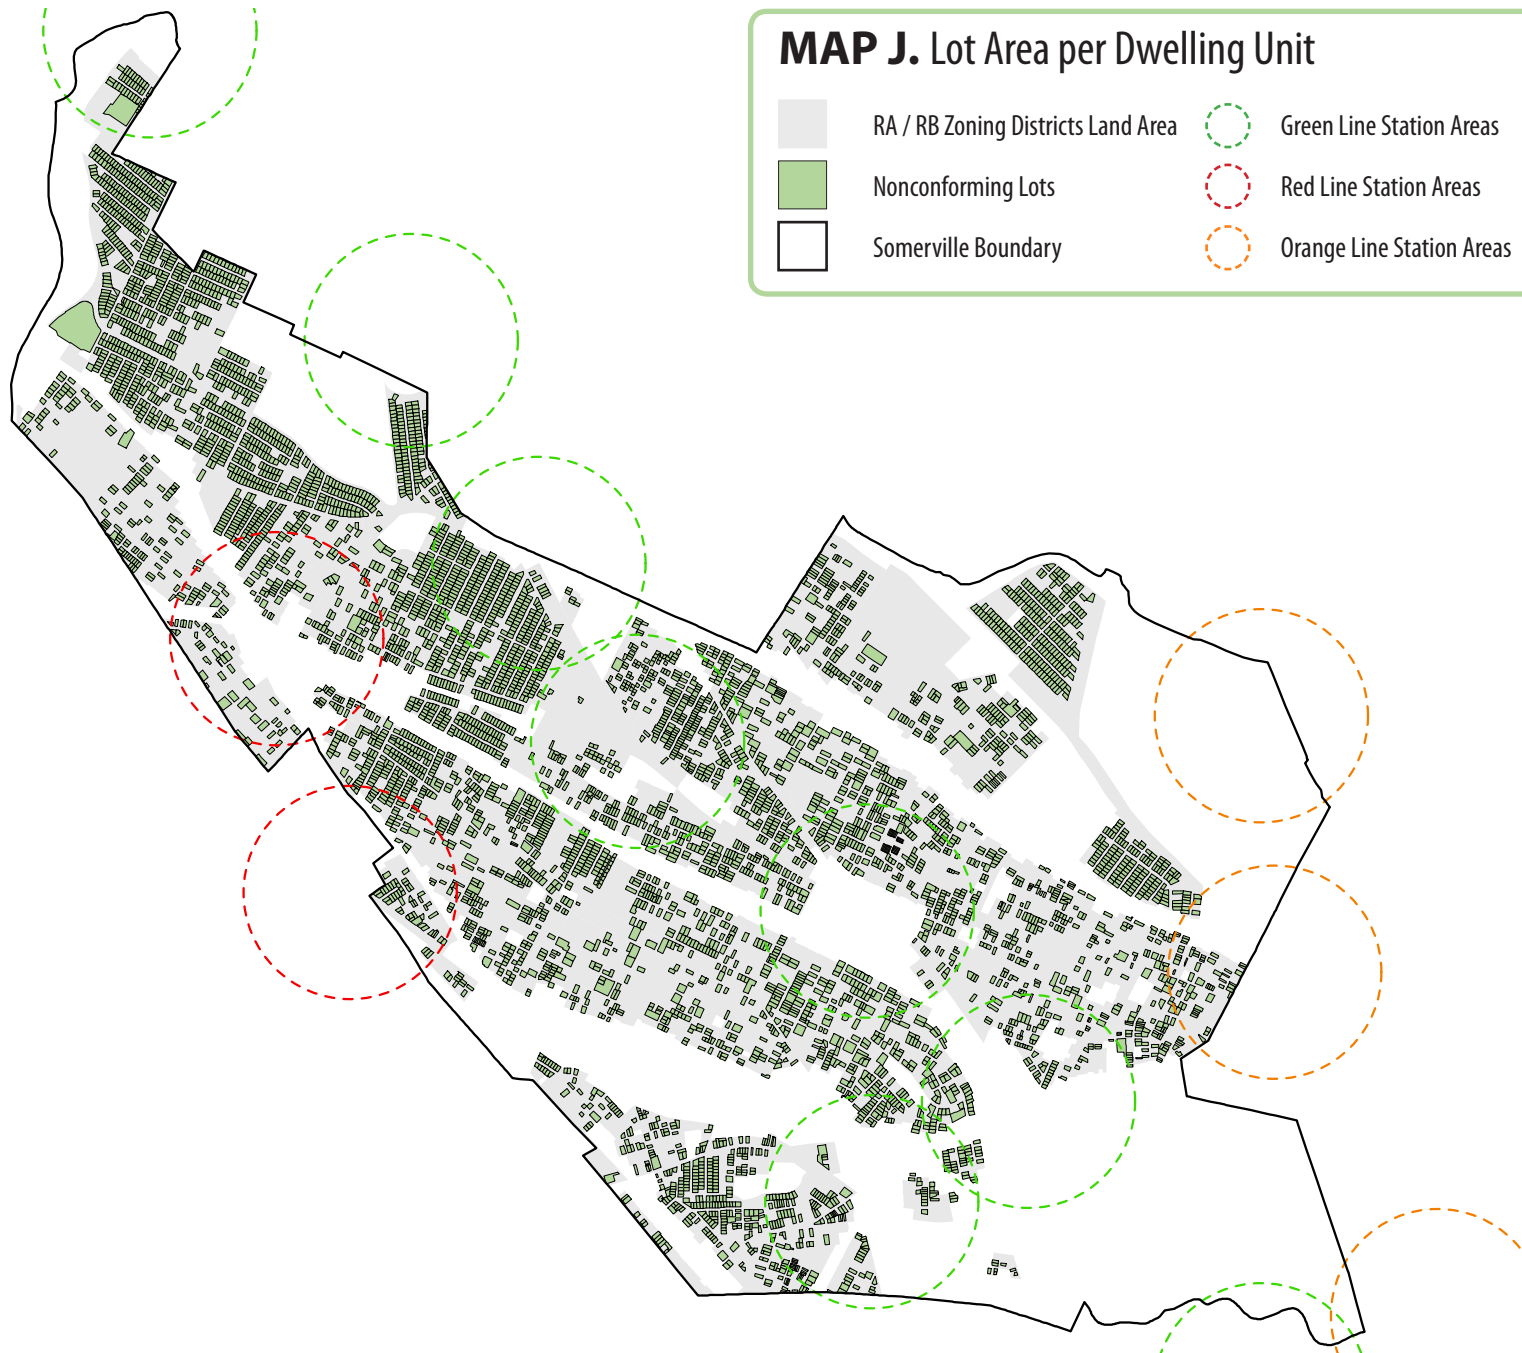 MAP J. Lot Area per Dwelling Unit
RA / RB Zoning Districts Land Area
Nonconforming Lots
Somerville Boundary
Green Line Station Areas
Red Line Station Areas
Orange Line Station Areas